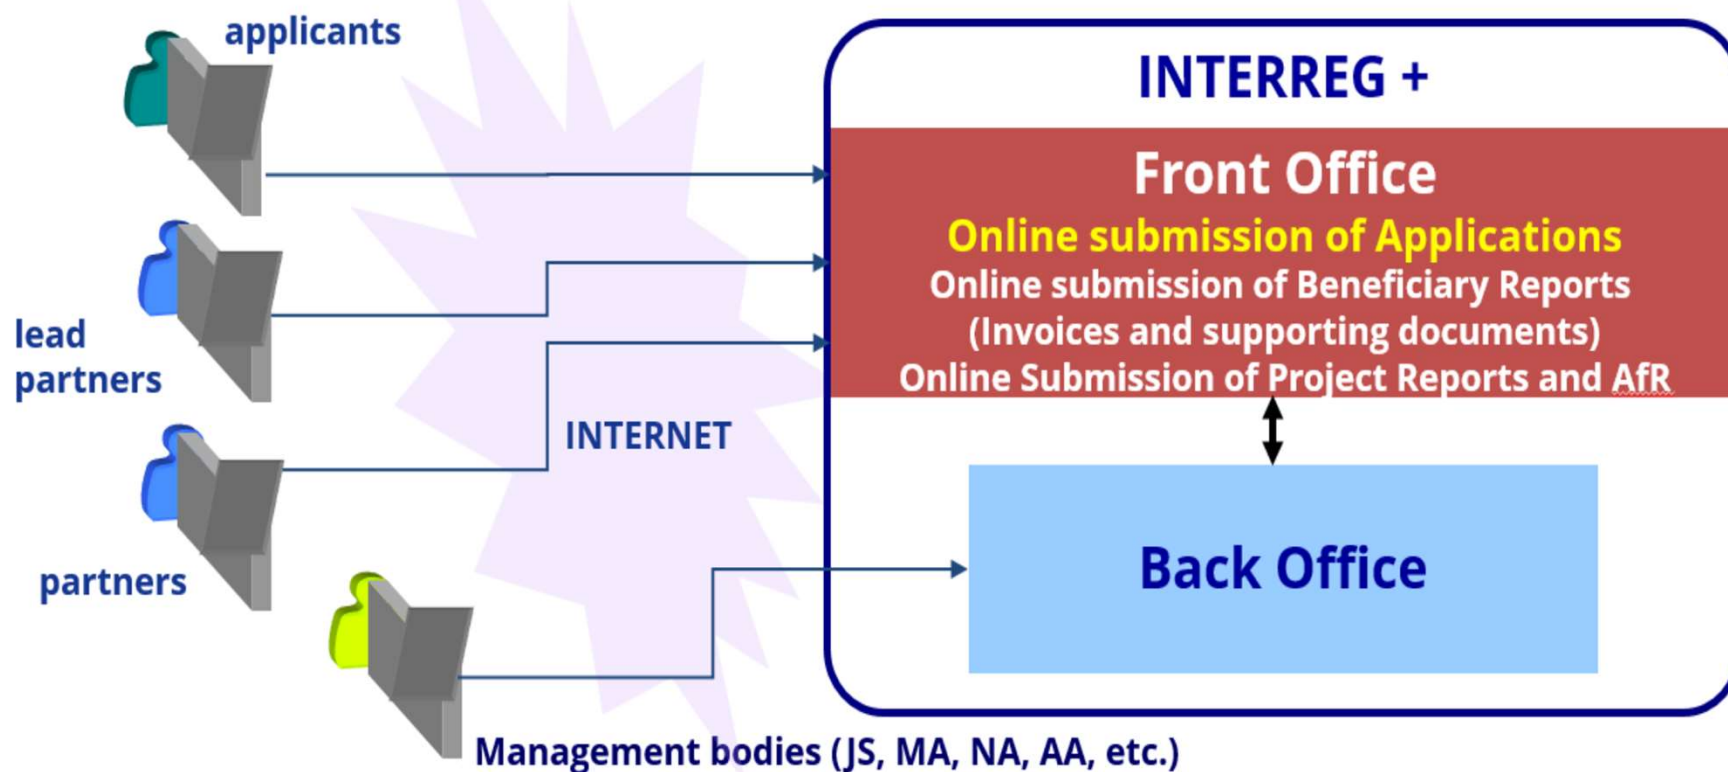 applicants
INTERREG +
Front Office
Online submission of Applications
Online submission of Beneficiary Reports
(Invoices and supporting documents)
Online Submission of Project Reports and AfR
lead
partners
INTERNET
partners
Back Office
Management bodies (JS, MA, NA, AA, etc.)